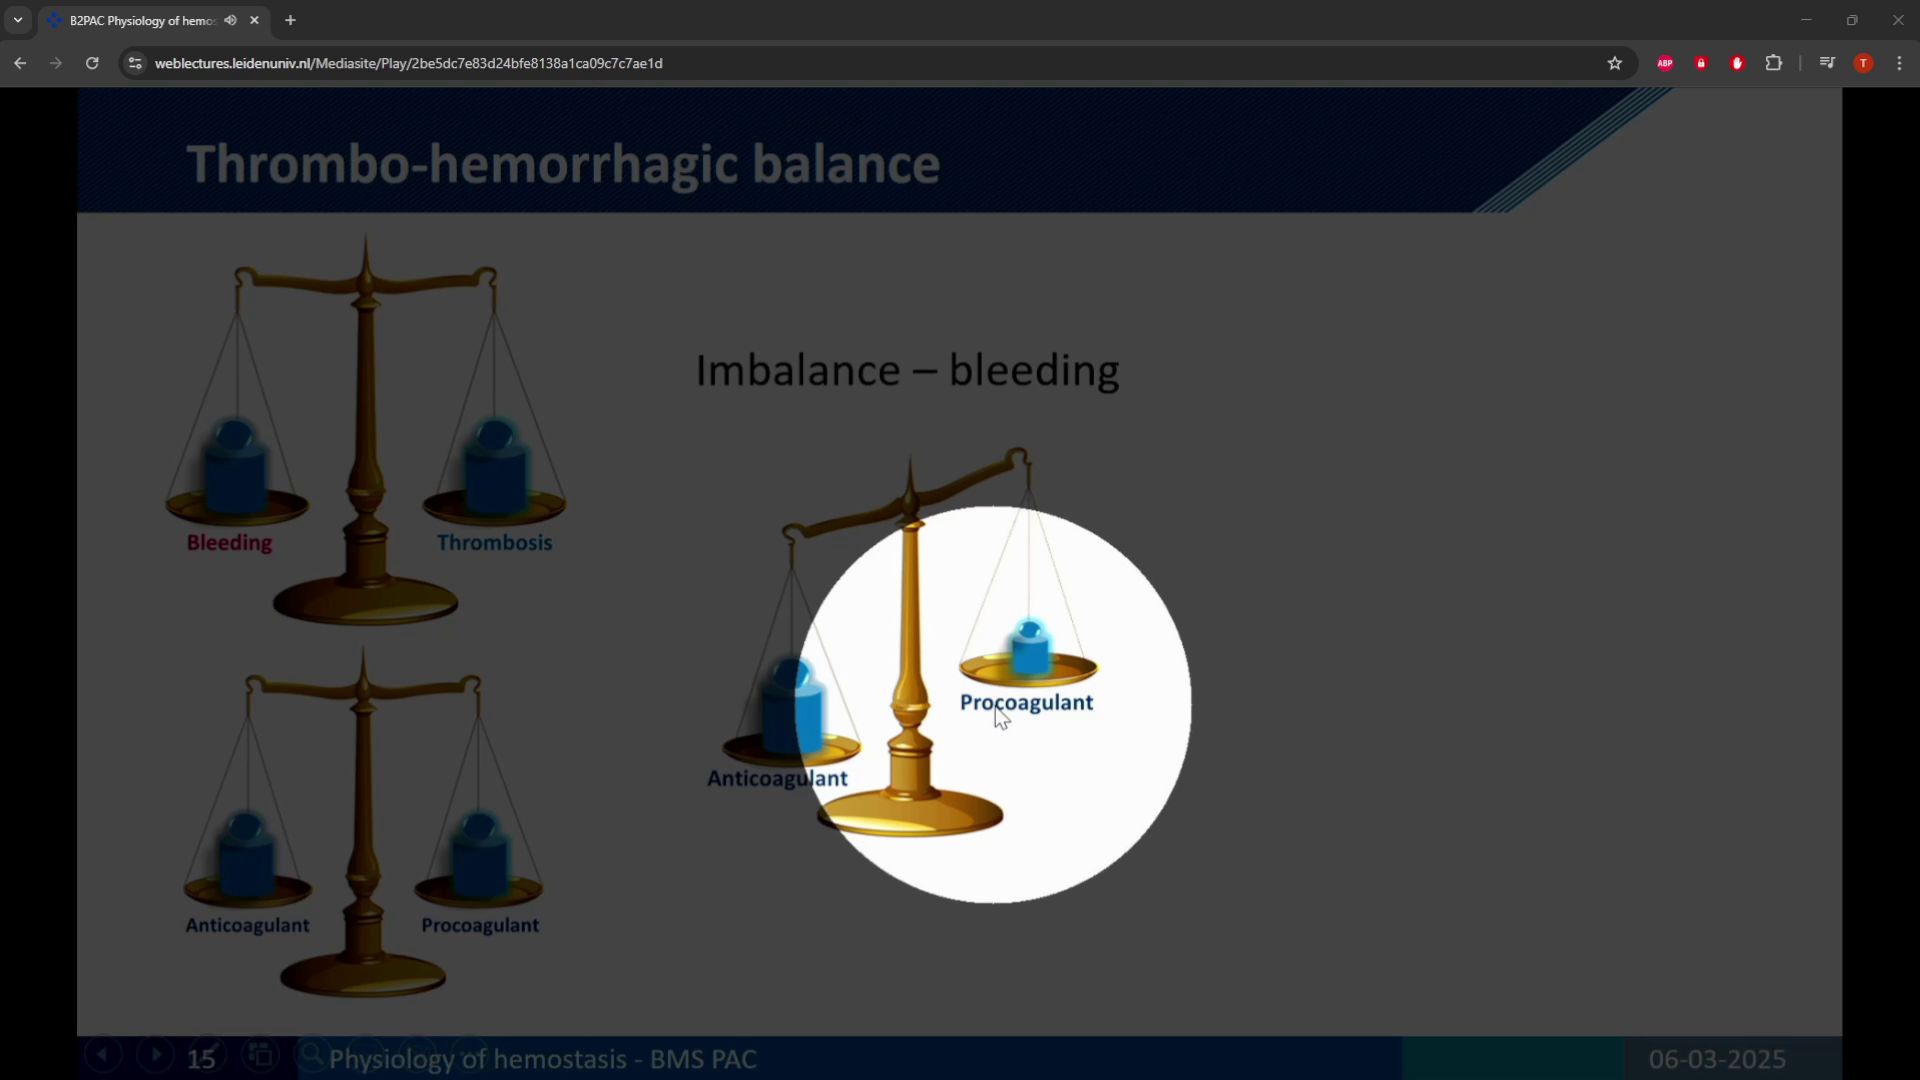 B2PAC Physiology of hemos
weblectures.leidenuniv.nl/Mediasite/Play/2be5dc7e83d24bfe8138a1ca09c7c7ae1d
ABP
T
Thrombo-hemorrhagic balance
Bleeding
Thrombosis
Anticoagulant
Procoagulant
Imbalance – bleeding
Anticoagulant
Procoagulant
15
Physiology of hemostasis - BMS PAC
06-03-2025